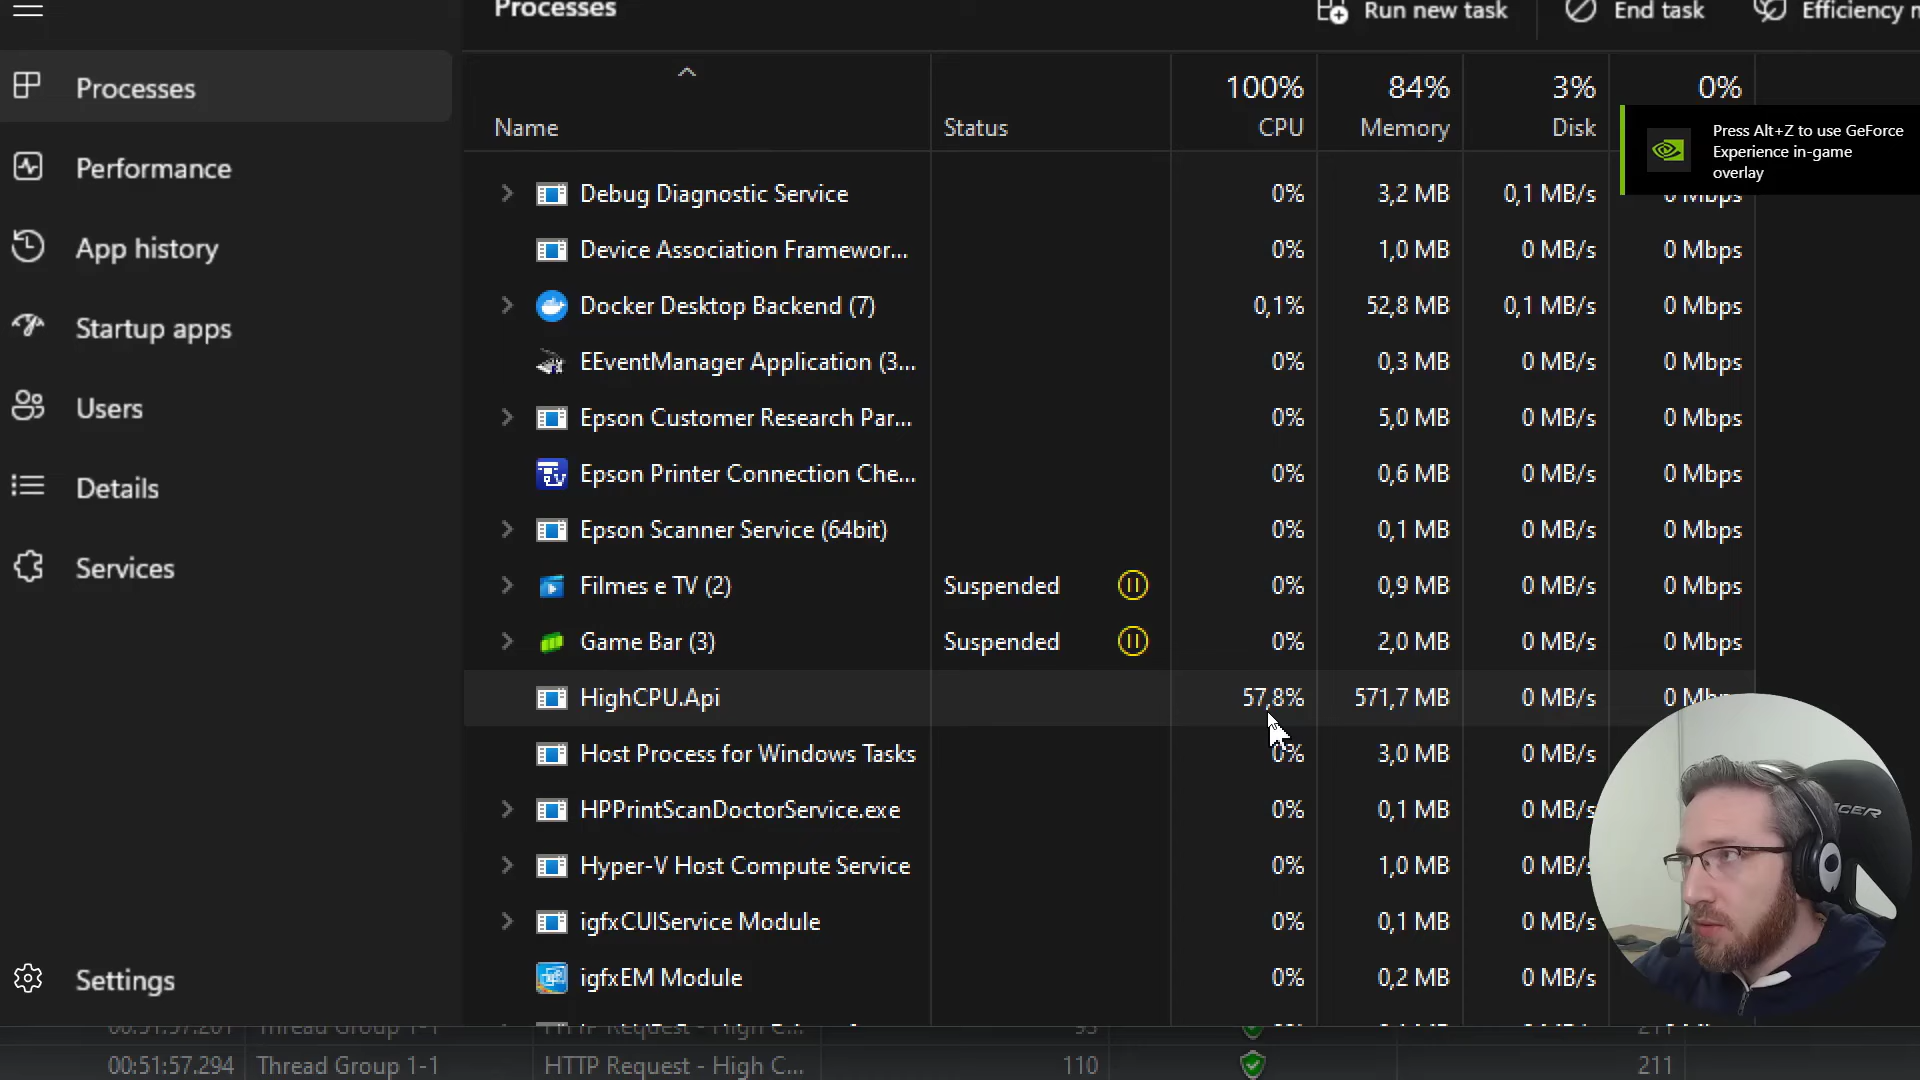 Processes
Run new task
End task
Efficiency
Processes
Performance
App history
Startup apps
Users
Details
Services
Settings
100% 84% 3% 0%
Name Status CPU Memory Disk
Press Alt+Z to use GeForce
Experience in-game
overlay
Debug Diagnostic Service 0% 3,2 MB 0,1 MB/s 0 Mbps
Device Association Framewor... 0% 1,0 MB 0 MB/s 0 Mbps
Docker Desktop Backend (7) 0,1% 52,8 MB 0,1 MB/s 0 Mbps
EEventManager Application (3... 0% 0,3 MB 0 MB/s 0 Mbps
Epson Customer Research Par... 0% 5,0 MB 0 MB/s 0 Mbps
Epson Printer Connection Che... 0% 0,6 MB 0 MB/s 0 Mbps
Epson Scanner Service (64bit) 0% 0,1 MB 0 MB/s 0 Mbps
Filmes e TV (2) Suspended 0% 0,9 MB 0 MB/s 0 Mbps
Game Bar (3) Suspended 0% 2,0 MB 0 MB/s 0 Mbps
HighCPU.Api 57,8% 571,7 MB 0 MB/s 0
Host Process for Windows Tasks 0% 3,0 MB 0 MB/s
HPPrintScanDoctorService.exe 0% 0,1 MB 0 MB/s
Hyper-V Host Compute Service 0% 1,0 MB 0 MB/s
igfxCUIService Module 0% 0,1 MB 0 MB/s
igfxEM Module 0% 0,2 MB 0 MB/s
00:51:57.294 Thread Group 1-1 HTTP Request - High C... 110 211